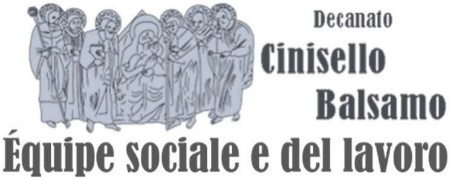 Decanato
Cinisello
Balsamo
Équipe sociale e del lavoro